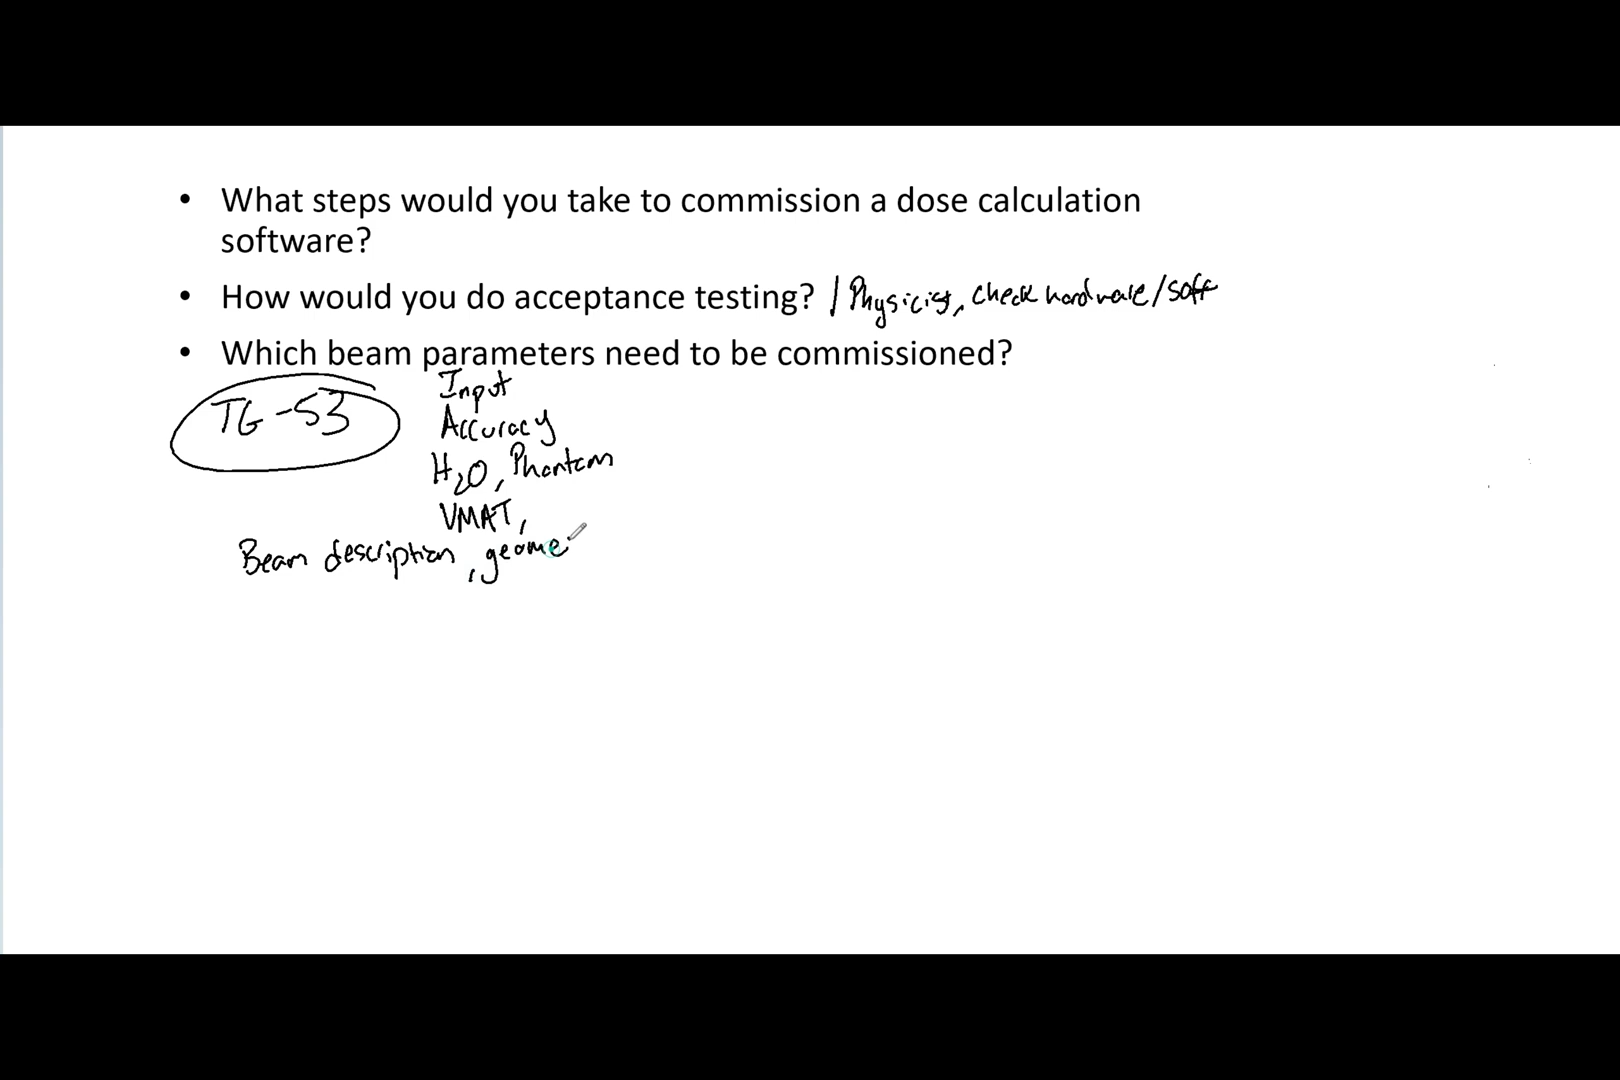 • What steps would you take to commission a dose calculation
software?
• How would you do acceptance testing? / Physicist, check hardware/soft
• Which beam parameters need to be commissioned?
Input
TG-53
Accuracy
H2O, Phantom
VMAT,
Beam description, geome